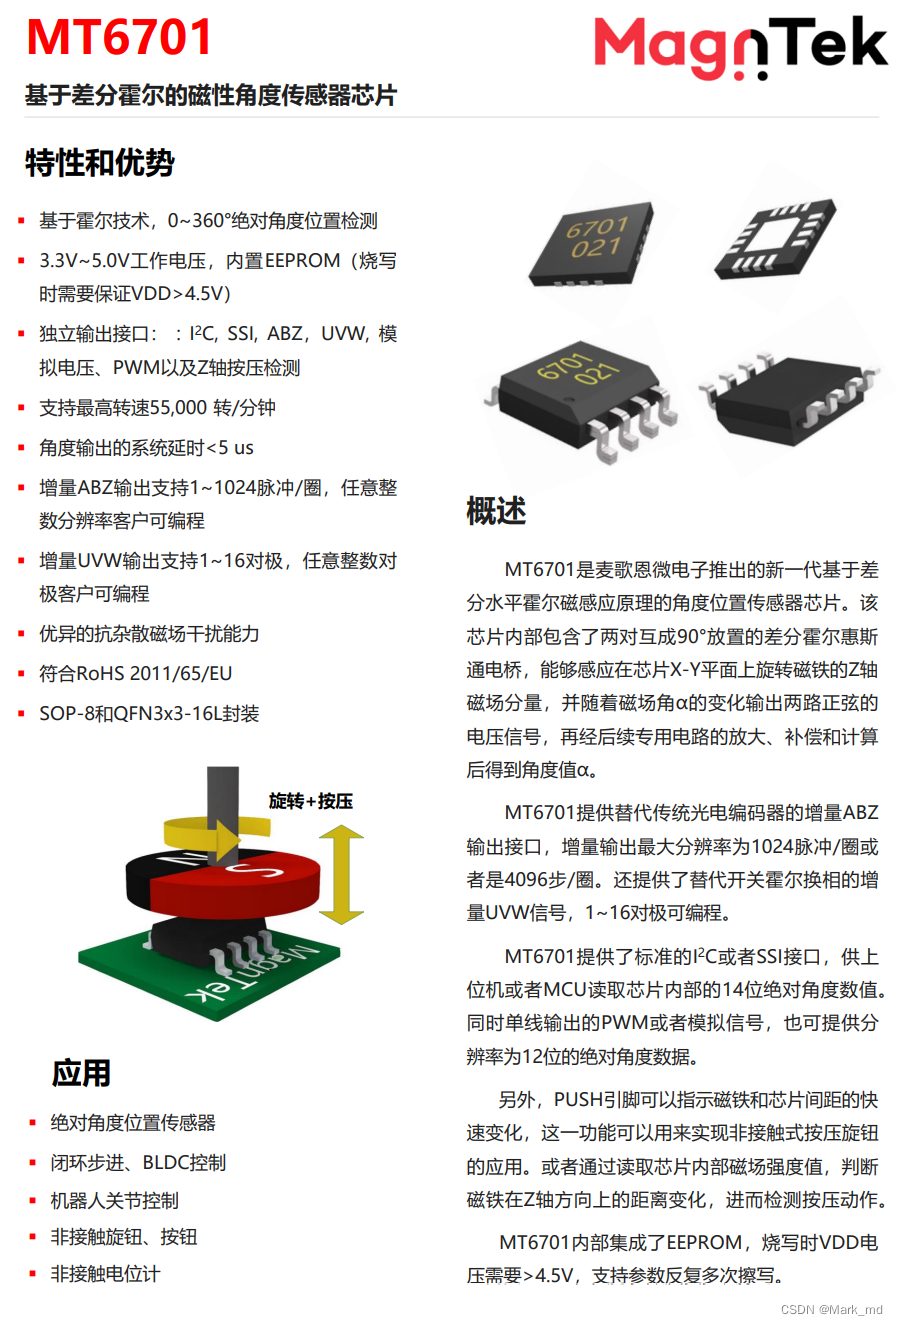 MT6701
MagnTek
基于差分霍尔的磁性角度传感器芯片
特性和优势
基于霍尔技术，0~360°绝对角度位置检测
3.3V~5.0V工作电压，内置EEPROM（烧写
时需要保证VDD>4.5V）
独立输出接口： ：I²C, SSI, ABZ，UVW, 模
拟电压、PWM以及Z轴按压检测
支持最高转速55,000 转/分钟
角度输出的系统延时<5 us
增量ABZ输出支持1~1024脉冲/圈，任意整
数分辨率客户可编程
增量UVW输出支持1~16对极，任意整数对
极客户可编程
优异的抗杂散磁场干扰能力
符合RoHS 2011/65/EU
SOP-8和QFN3x3-16L封装
旋转+按压
N
S
MagnTek
应用
绝对角度位置传感器
闭环步进、BLDC控制
机器人关节控制
非接触旋钮、按钮
非接触电位计
6701
021
6701
021
概述
MT6701是麦歌恩微电子推出的新一代基于差
分水平霍尔磁感应原理的角度位置传感器芯片。该
芯片内部包含了两对互成90°放置的差分霍尔惠斯
通电桥，能够感应在芯片X-Y平面上旋转磁铁的Z轴
磁场分量，并随着磁场角α的变化输出两路正弦的
电压信号，再经后续专用电路的放大、补偿和计算
后得到角度值α。
MT6701提供替代传统光电编码器的增量ABZ
输出接口，增量输出最大分辨率为1024脉冲/圈或
者是4096步/圈。还提供了替代开关霍尔换相的增
量UVW信号，1~16对极可编程。
MT6701提供了标准的I²C或者SSI接口，供上
位机或者MCU读取芯片内部的14位绝对角度数值。
同时单线输出的PWM或者模拟信号，也可提供分
辨率为12位的绝对角度数据。
另外，PUSH引脚可以指示磁铁和芯片间距的快
速变化，这一功能可以用来实现非接触式按压旋钮
的应用。或者通过读取芯片内部磁场强度值，判断
磁铁在Z轴方向上的距离变化，进而检测按压动作。
MT6701内部集成了EEPROM，烧写时VDD电
压需要>4.5V，支持参数反复多次擦写。
CSDN @Mark_md